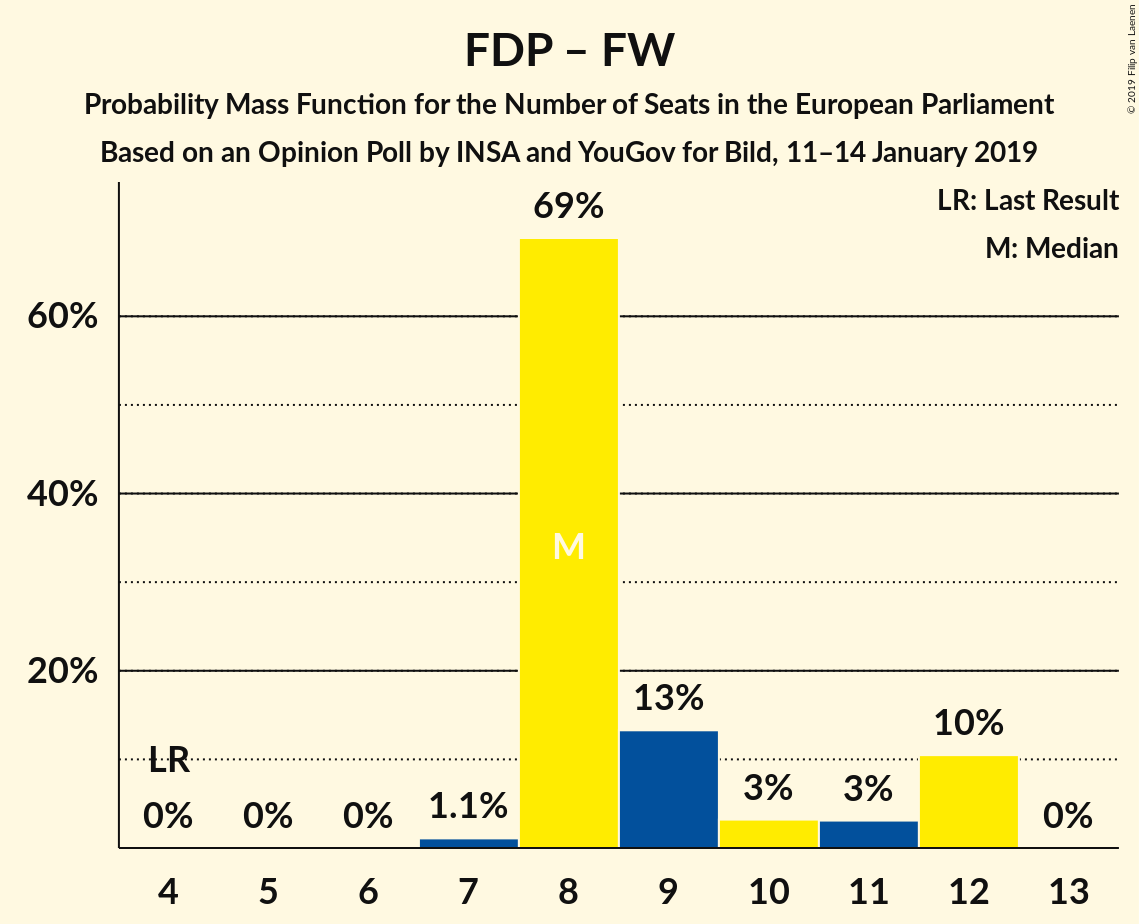 FDP – FW
Probability Mass Function for the Number of Seats in the European Parliament
Based on an Opinion Poll by INSA and YouGov for Bild, 11–14 January 2019
© 2019 Filip van Laenen
LR: Last Result
M: Median
69%
60%
40%
M
20%
13%
10%
LR
3%
3%
1.1%
0%
0%
0%
0%
4
5
6
7
8
9
10
11
12
13